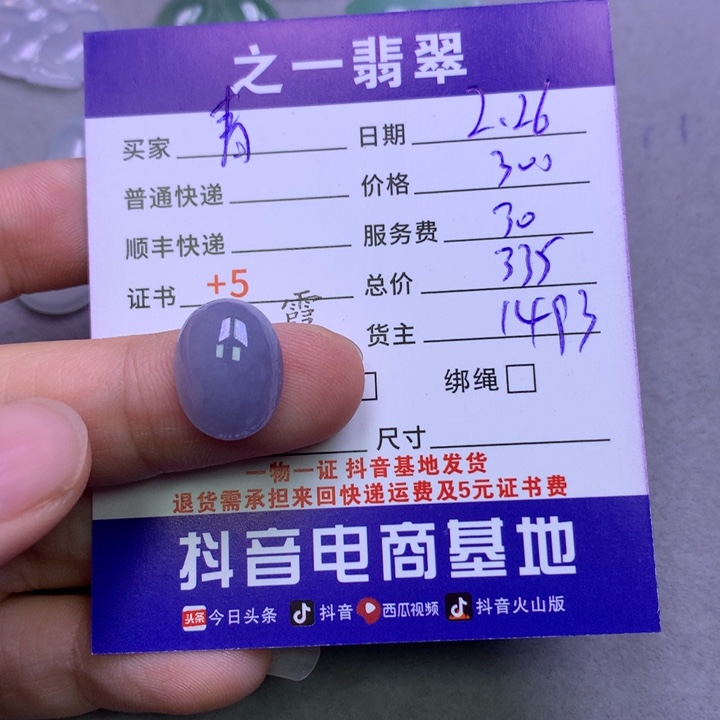 之一翡翠
买家 青 日期 2.26
普通快递 价格 300
顺丰快递 服务费 30
证书 +5 总价 335
霞 货主 1493
绑绳
尺寸
一物一证 抖音基地发货
退货需承担来回快递运费及5元证书费
抖音电商基地
头条 今日头条 抖音 西瓜视频 抖音火山版